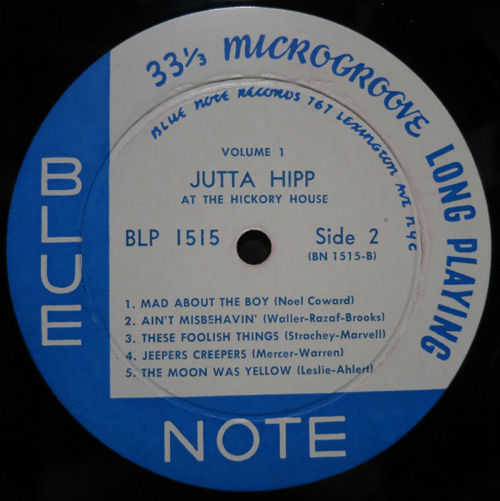 33⅓ MICROGROOVE LONG PLAYING
BLUE NOTE RECORDS 767 LEXINGTON AVE NYC
VOLUME 1
JUTTA HIPP
AT THE HICKORY HOUSE
BLP 1515
Side 2
(BN 1515-B)
1. MAD ABOUT THE BOY (Noel Coward)
2. AIN'T MISBEHAVIN' (Waller-Razaf-Brooks)
3. THESE FOOLISH THINGS (Strachey-Marvell)
4. JEEPERS CREEPERS (Mercer-Warren)
5. THE MOON WAS YELLOW (Leslie-Ahlert)
BLUE
NOTE